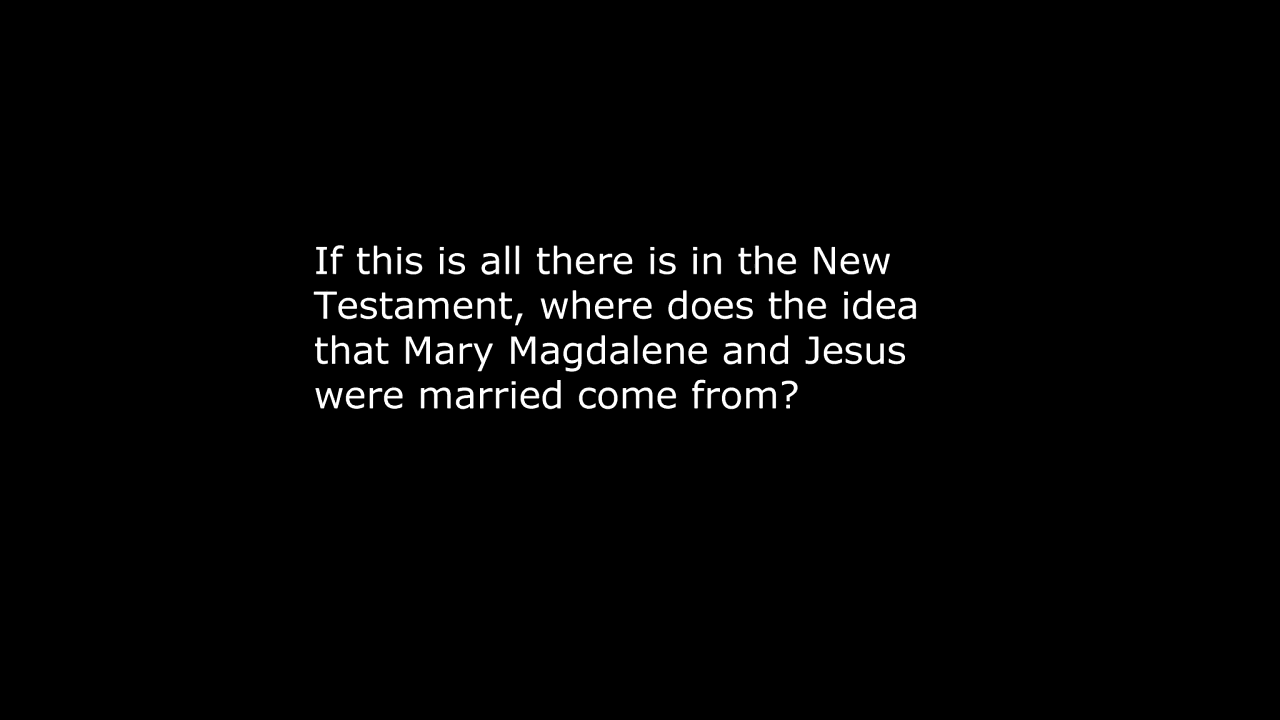 If this is all there is in the New
Testament, where does the idea
that Mary Magdalene and Jesus
were married come from?